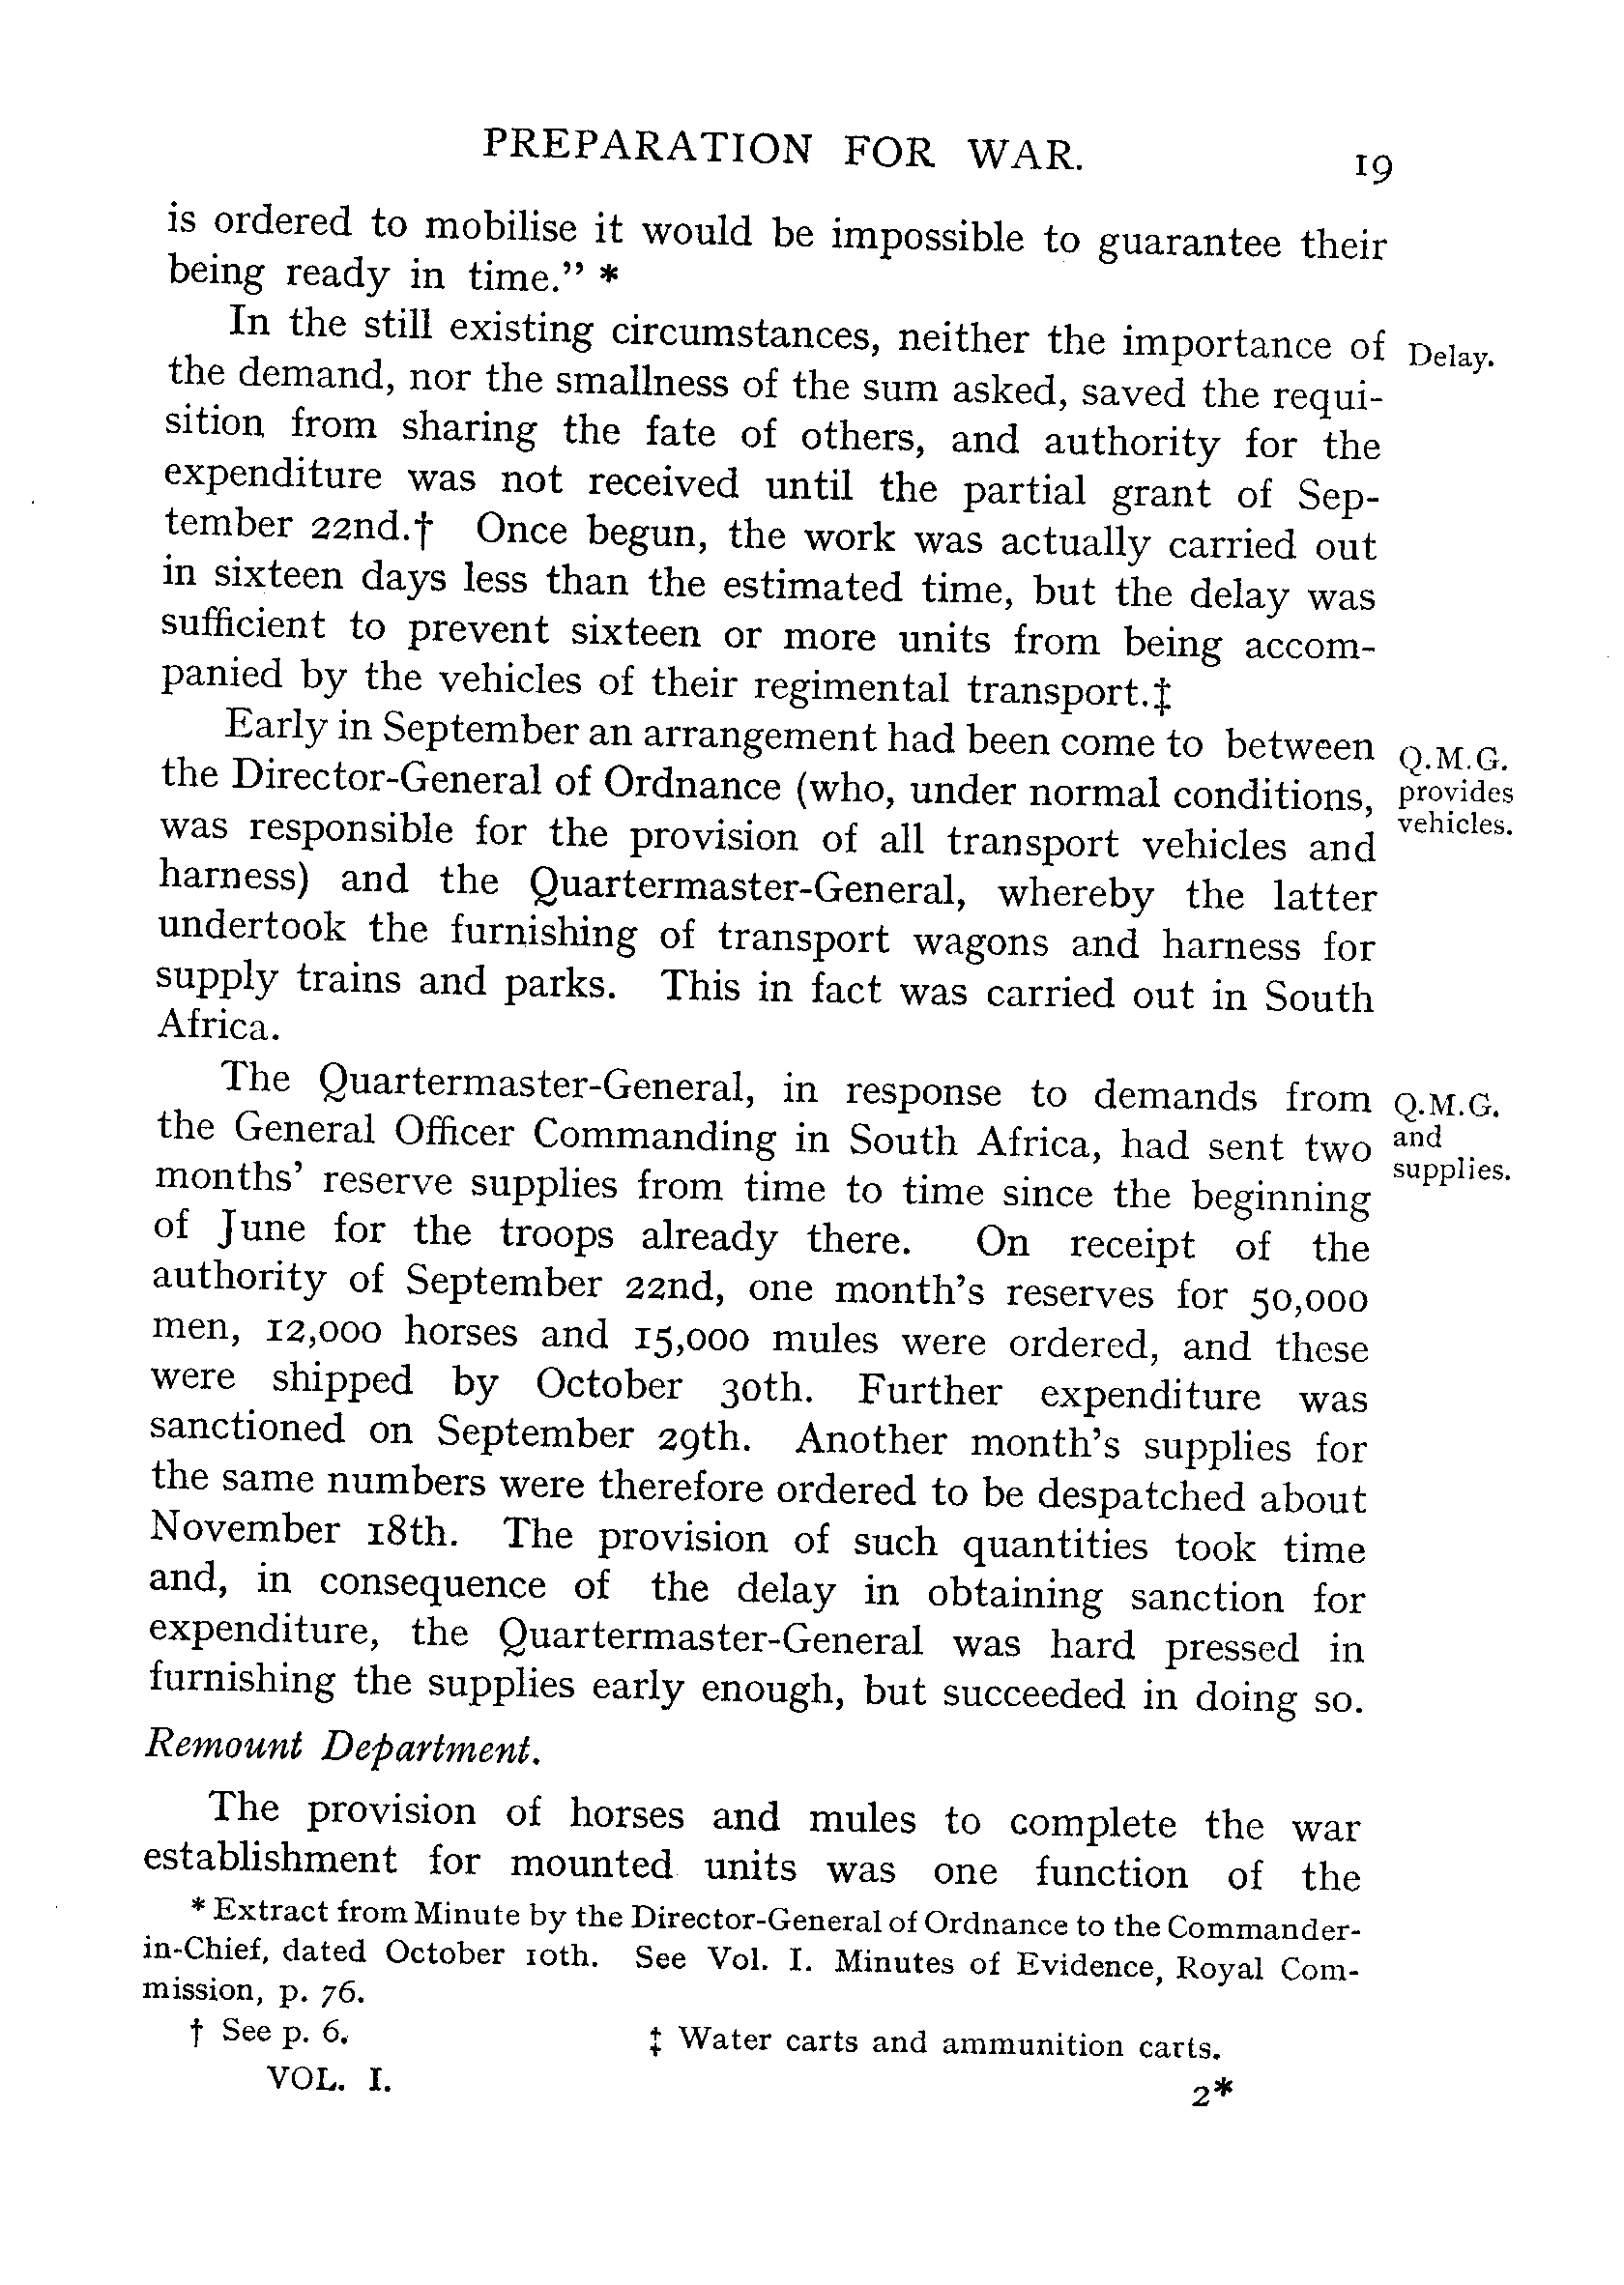 PREPARATION FOR WAR. 19
is ordered to mobilise it would be impossible to guarantee their
being ready in time.” *
In the still existing circumstances, neither the importance of
Delay.
the demand, nor the smallness of the sum asked, saved the requi-
sition from sharing the fate of others, and authority for the
expenditure was not received until the partial grant of Sep-
tember 22nd.† Once begun, the work was actually carried out
in sixteen days less than the estimated time, but the delay was
sufficient to prevent sixteen or more units from being accom-
panied by the vehicles of their regimental transport.‡
Early in September an arrangement had been come to between
the Director-General of Ordnance (who, under normal conditions,
was responsible for the provision of all transport vehicles and
harness) and the Quartermaster-General, whereby the latter
undertook the furnishing of transport wagons and harness for
supply trains and parks. This in fact was carried out in South
Africa.
Q.M.G.
provides
vehicles.
The Quartermaster-General, in response to demands from
the General Officer Commanding in South Africa, had sent two
months’ reserve supplies from time to time since the beginning
of June for the troops already there. On receipt of the
authority of September 22nd, one month’s reserves for 50,000
men, 12,000 horses and 15,000 mules were ordered, and these
were shipped by October 30th. Further expenditure was
sanctioned on September 29th. Another month’s supplies for
the same numbers were therefore ordered to be despatched about
November 18th. The provision of such quantities took time
and, in consequence of the delay in obtaining sanction for
expenditure, the Quartermaster-General was hard pressed in
furnishing the supplies early enough, but succeeded in doing so.
Q.M.G.
and
supplies.
Remount Department.
The provision of horses and mules to complete the war
establishment for mounted units was one function of the
* Extract from Minute by the Director-General of Ordnance to the Commander-
in-Chief, dated October 10th. See Vol. I. Minutes of Evidence, Royal Com-
mission, p. 76.
† See p. 6. ‡ Water carts and ammunition carts.
VOL. I. 2*